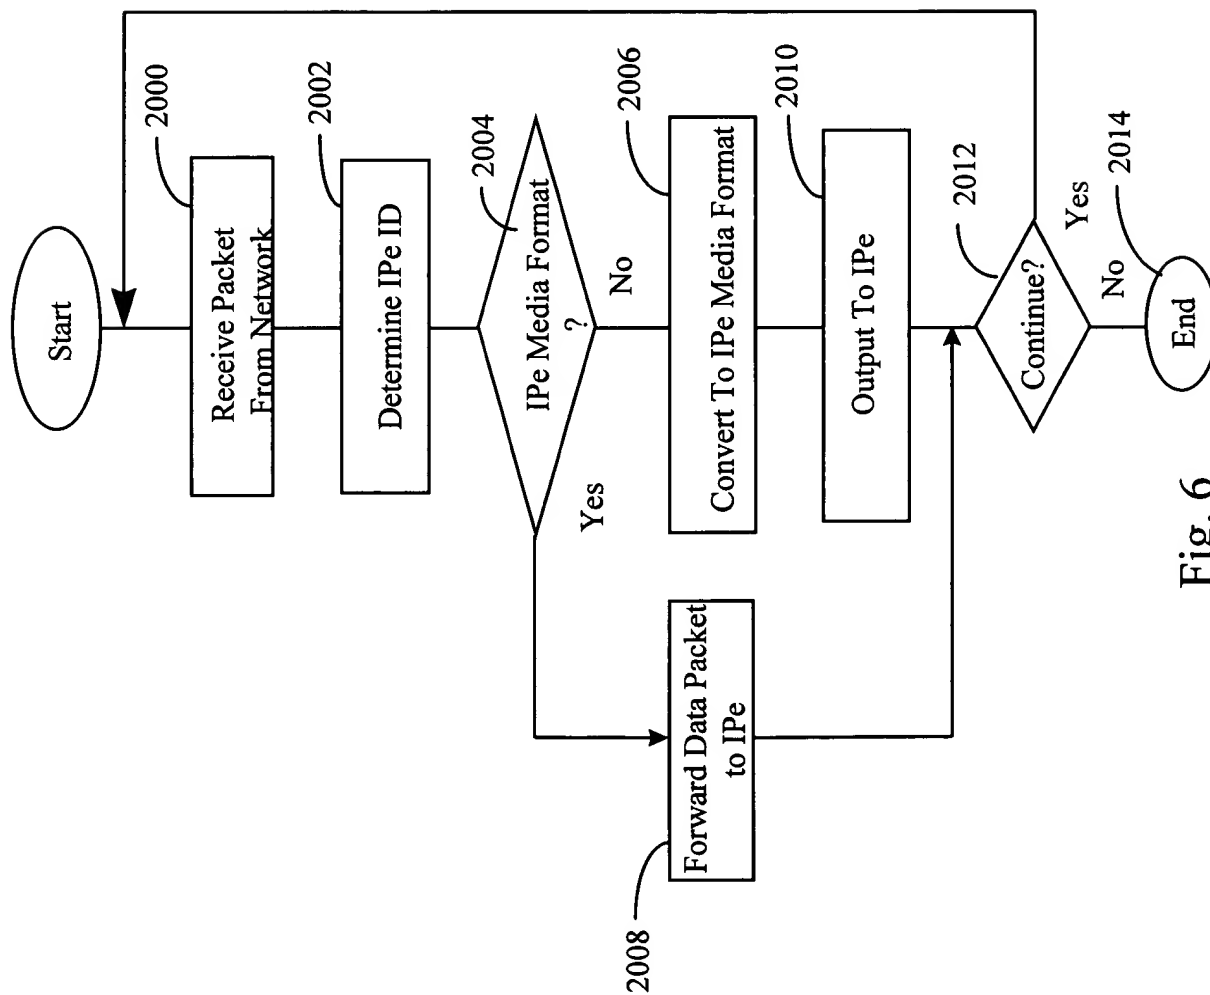 Start
2000
Receive Packet
From Network
2002
Determine IPe ID
2004
IPe Media Format
?
Yes
No
2006
Convert To IPe Media Format
2008
Forward Data Packet
to IPe
2010
Output To IPe
2012
Continue?
Yes
No
2014
End
Fig. 6